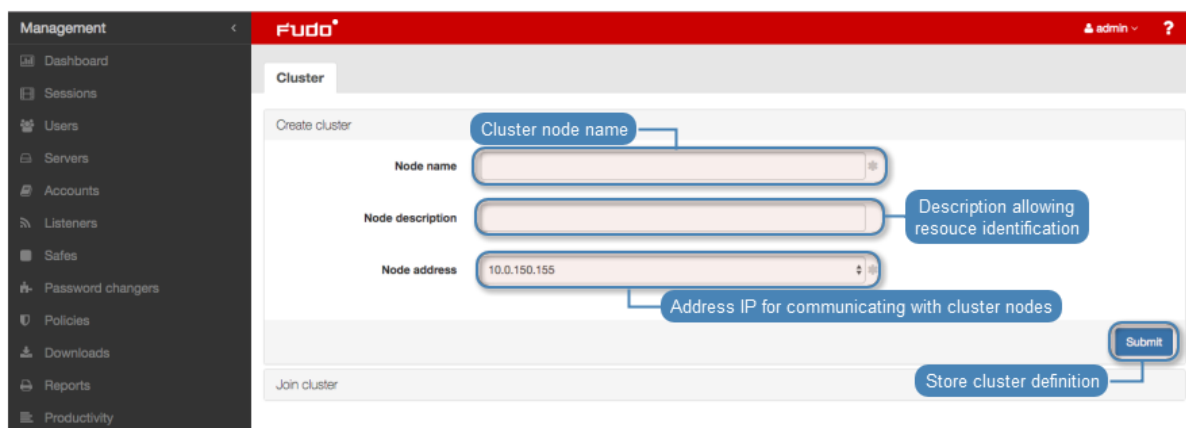 Management
Fudo
admin
?
Dashboard
Sessions
Users
Servers
Accounts
Listeners
Safes
Password changers
Policies
Downloads
Reports
Productivity
Cluster
Create cluster
Cluster node name
Node name
Node description
Description allowing
resouce identification
Node address
10.0.150.155
Address IP for communicating with cluster nodes
Submit
Join cluster
Store cluster definition